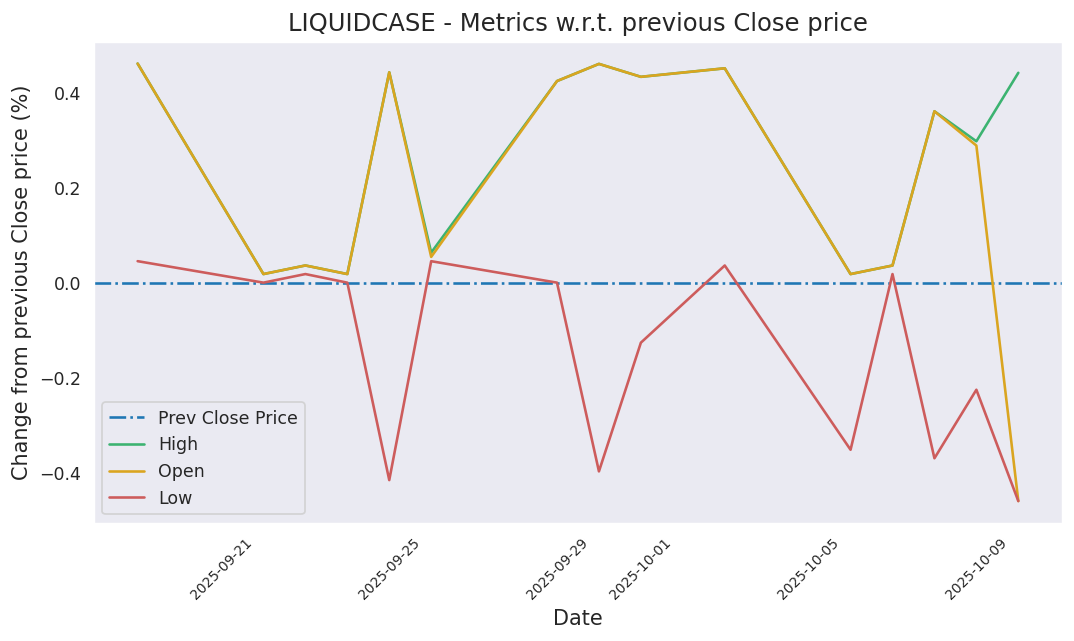 LIQUIDCASE - Metrics w.r.t. previous Close price
Change from previous Close price (%)
0.4
0.2
0.0
−0.2
−0.4
Prev Close Price
High
Open
Low
2025-09-21
2025-09-25
2025-09-29
2025-10-01
2025-10-05
2025-10-09
Date